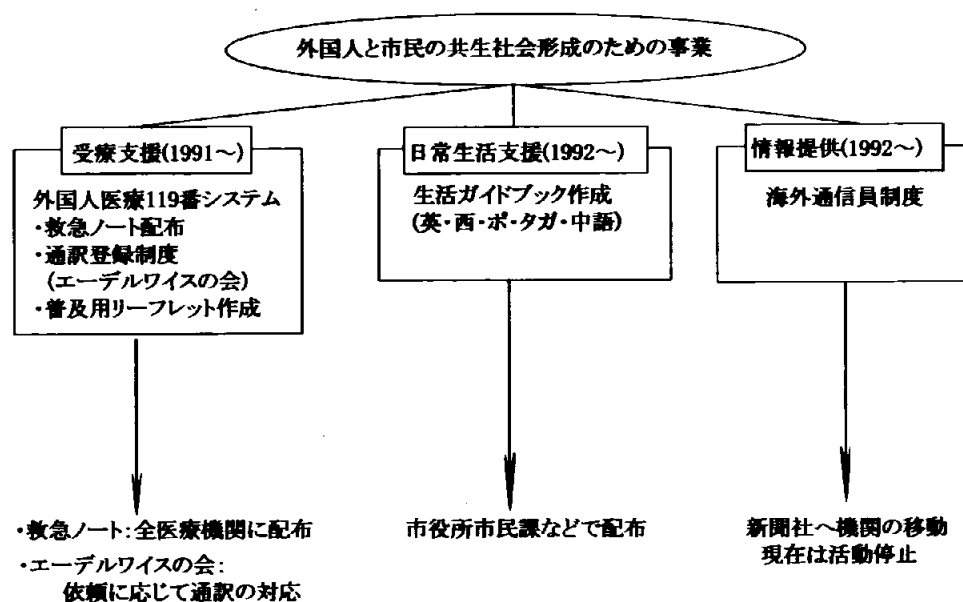 外国人と市民の共生社会形成のための事業
受療支援(1991～)
外国人医療119番システム
・救急ノート配布
・通訳登録制度
(エーデルワイスの会)
・普及用リーフレット作成
・救急ノート:全医療機関に配布
・エーデルワイスの会:
依頼に応じて通訳の対応
日常生活支援(1992～)
生活ガイドブック作成
(英・西・ポ・タガ・中語)
市役所市民課などで配布
情報提供(1992～)
海外通信員制度
新聞社へ機関の移動
現在は活動停止